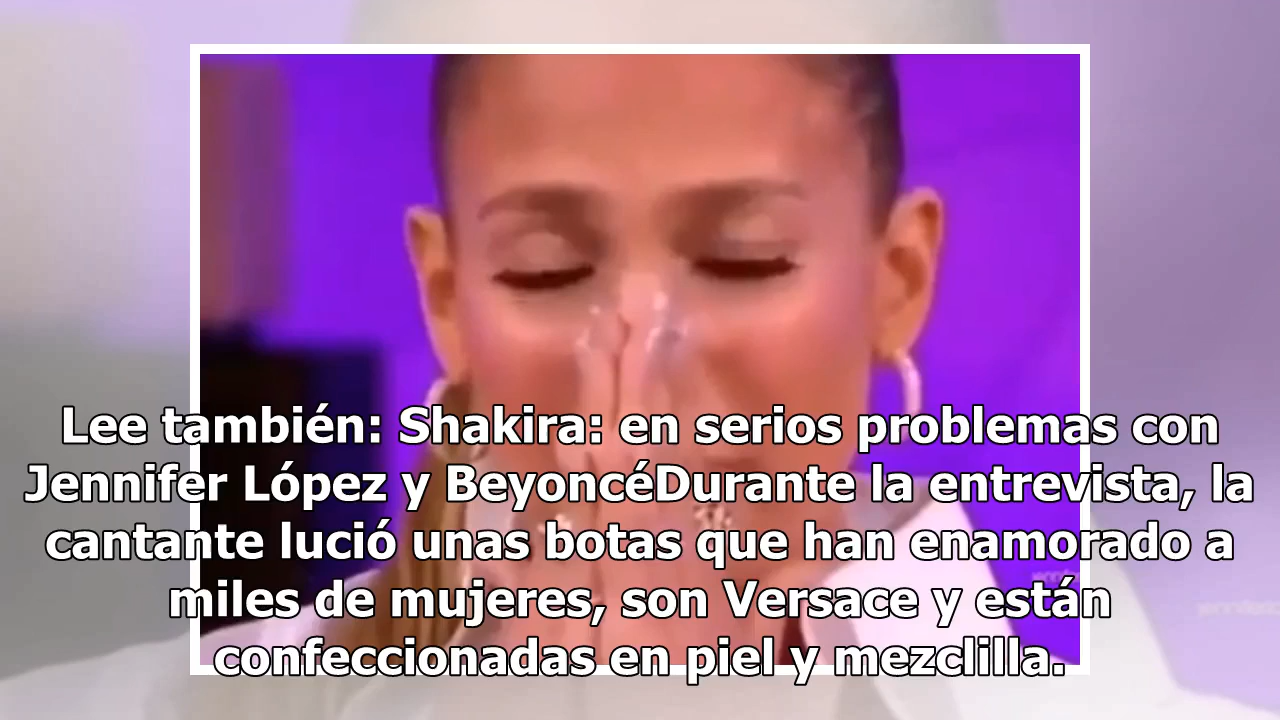 Lee también: Shakira: en serios problemas con
Jennifer López y BeyoncéDurante la entrevista, la
cantante lució unas botas que han enamorado a
miles de mujeres, son Versace y están
confeccionadas en piel y mezclilla.